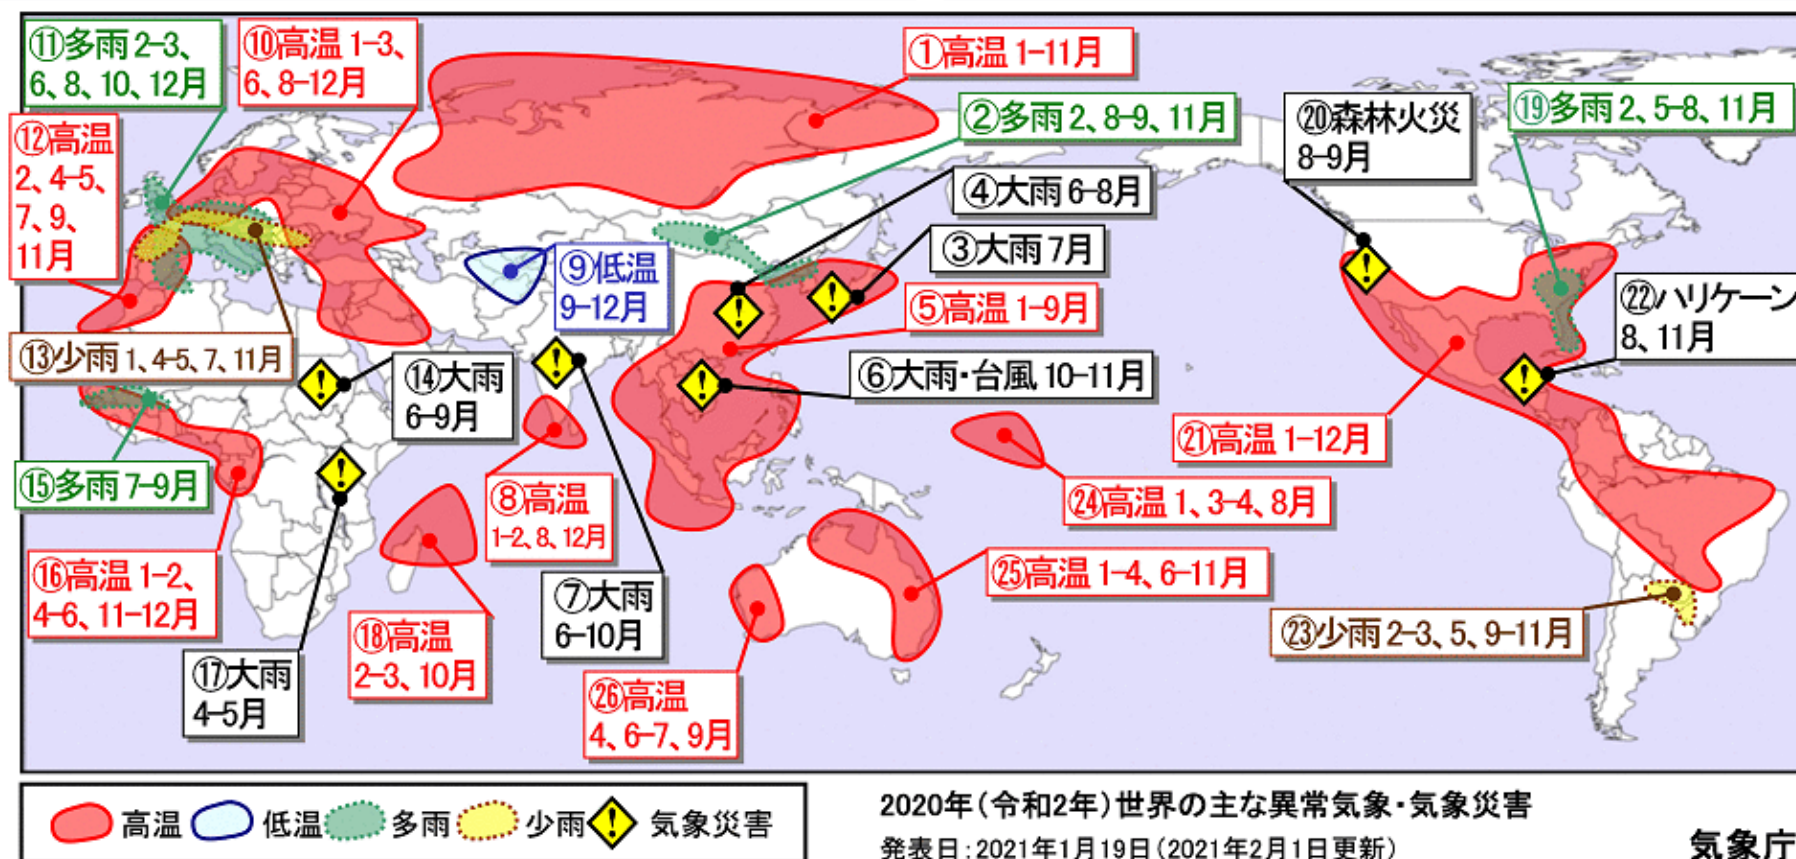 ⑪多雨 2-3、
6、8、10、12月
⑩高温 1-3、
6、8-12月
①高温 1-11月
②多雨 2、8-9、11月
⑳森林火災
8-9月
⑲多雨 2、5-8、11月
⑫高温
2、4-5、
7、9、
11月
④大雨 6-8月
③大雨 7月
⑨低温
9-12月
⑤高温 1-9月
㉒ハリケーン
8、11月
⑬少雨 1、4-5、7、11月
⑭大雨
6-9月
⑥大雨・台風 10-11月
㉑高温 1-12月
⑮多雨 7-9月
⑧高温
1-2、8、12月
㉔高温 1、3-4、8月
⑯高温 1-2、
4-6、11-12月
⑦大雨
6-10月
㉕高温 1-4、6-11月
⑱高温
2-3、10月
㉓少雨 2-3、5、9-11月
⑰大雨
4-5月
㉖高温
4、6-7、9月
高温 低温 多雨 少雨 気象災害
2020年(令和2年)世界の主な異常気象・気象災害
発表日:2021年1月19日(2021年2月1日更新)
気象庁